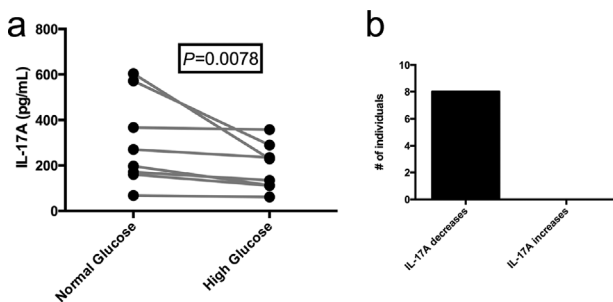 a
800
600
400
200
0
IL-17A (pg/mL)
P=0.0078
Normal Glucose
High Glucose
b
10
8
6
4
2
0
# of individuals
IL-17A decreases
IL-17A increases